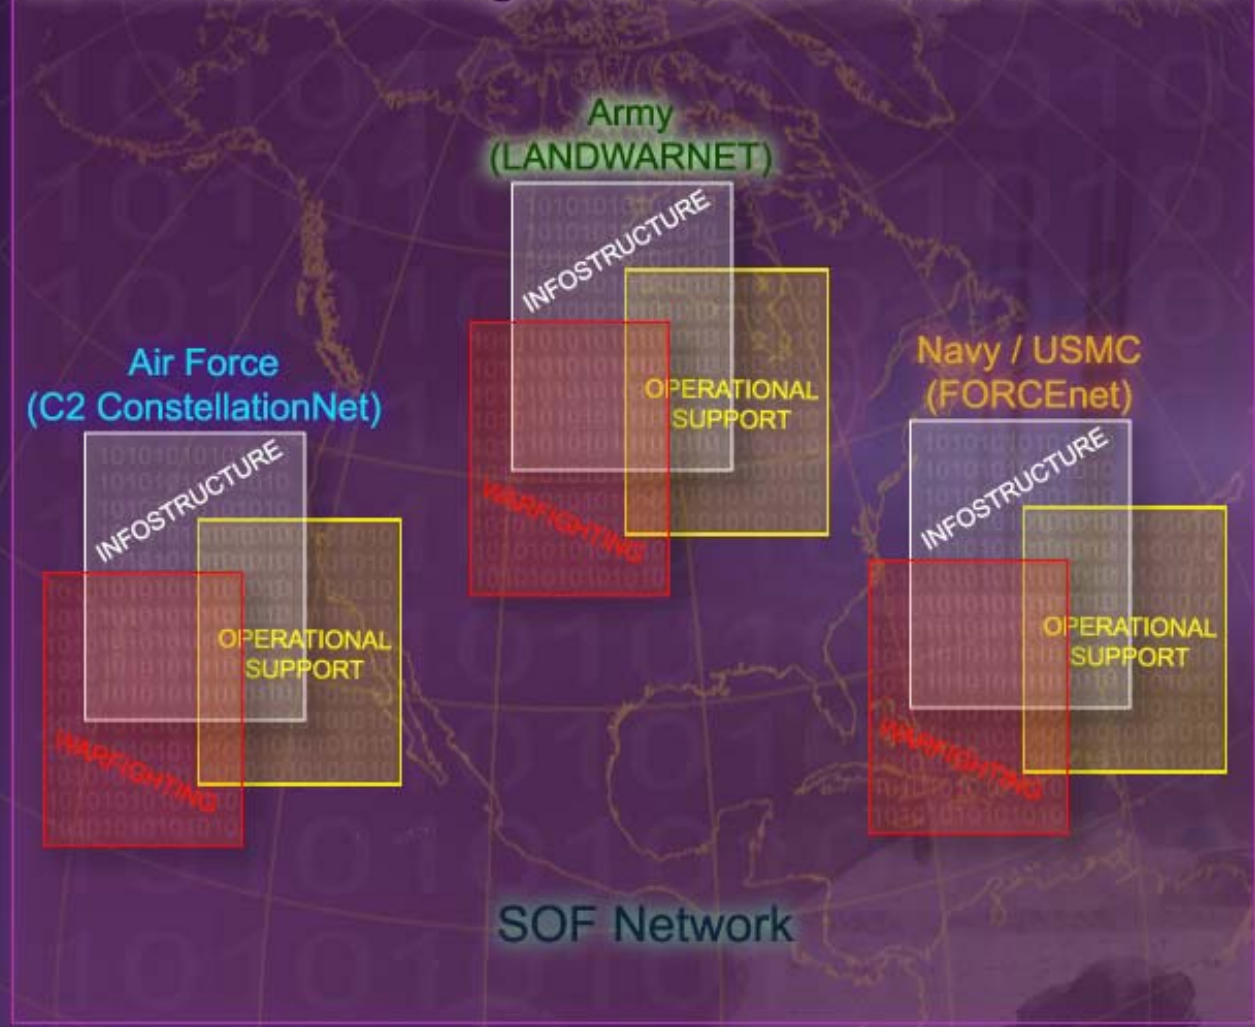 Army
(LANDWARNET)
INFOSTRUCTURE
OPERATIONAL
SUPPORT
WARFIGHTING
Air Force
(C2 ConstellationNet)
INFOSTRUCTURE
OPERATIONAL
SUPPORT
WARFIGHTING
Navy / USMC
(FORCEnet)
INFOSTRUCTURE
OPERATIONAL
SUPPORT
WARFIGHTING
SOF Network